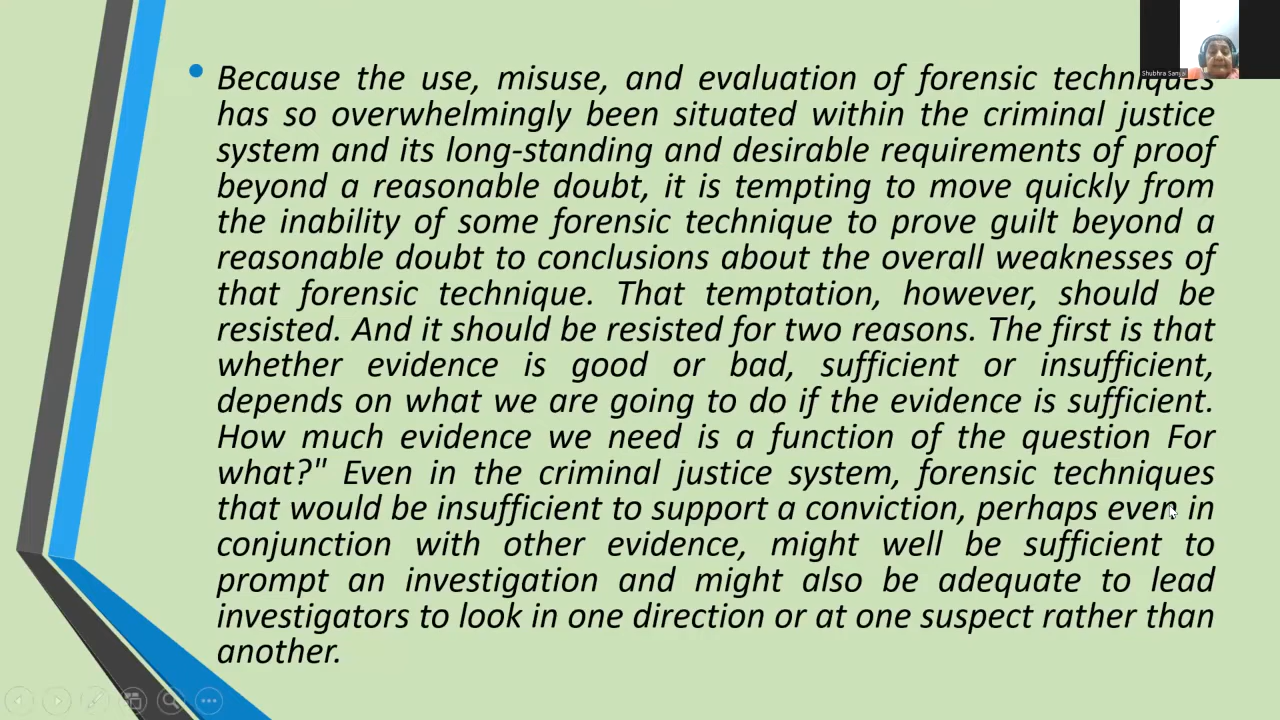 Shubhra Sanyal
Because the use, misuse, and evaluation of forensic techniques
has so overwhelmingly been situated within the criminal justice
system and its long-standing and desirable requirements of proof
beyond a reasonable doubt, it is tempting to move quickly from
the inability of some forensic technique to prove guilt beyond a
reasonable doubt to conclusions about the overall weaknesses of
that forensic technique. That temptation, however, should be
resisted. And it should be resisted for two reasons. The first is that
whether evidence is good or bad, sufficient or insufficient,
depends on what we are going to do if the evidence is sufficient.
How much evidence we need is a function of the question For
what?" Even in the criminal justice system, forensic techniques
that would be insufficient to support a conviction, perhaps even in
conjunction with other evidence, might well be sufficient to
prompt an investigation and might also be adequate to lead
investigators to look in one direction or at one suspect rather than
another.